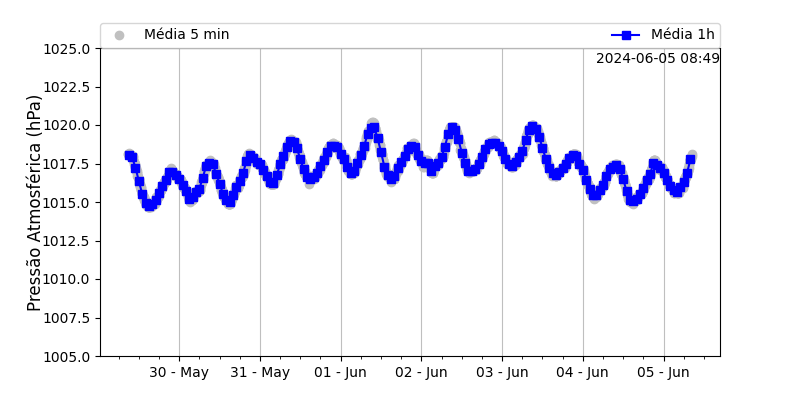 Média 5 min
Média 1h
2024-06-05 08:49
Pressão Atmosférica (hPa)
1025.0
1022.5
1020.0
1017.5
1015.0
1012.5
1010.0
1007.5
1005.0
30 - May
31 - May
01 - Jun
02 - Jun
03 - Jun
04 - Jun
05 - Jun